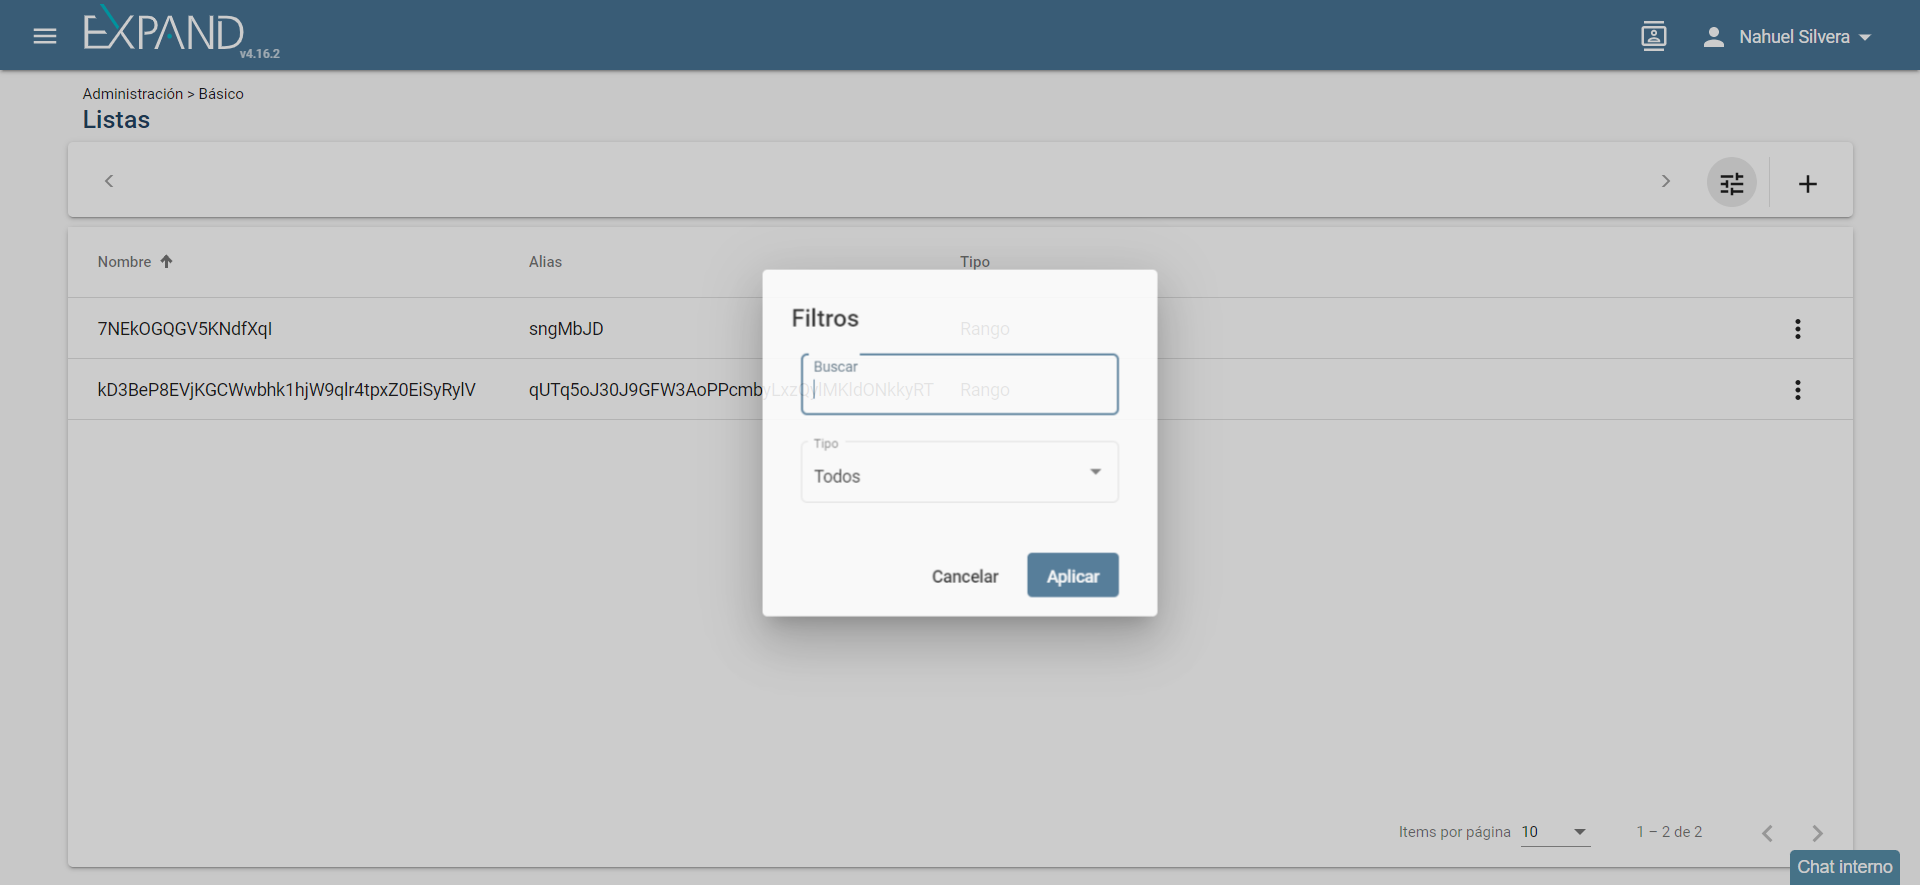 EXPAND
v4.16.2
Nahuel Silvera
Administración > Básico
Listas
Nombre Alias Tipo
7NEkOGQGV5KNdfXqI sngMbJD Rango
kD3BeP8EVjKGCWwbhk1hjW9qlr4tpxZ0EiSyRylV qUTq5oJ30J9GFW3AoPPcmbyLxzQylMKldONkkyRT Rango
Filtros
Buscar
Tipo
Todos
Cancelar Aplicar
Items por página 10 1 – 2 de 2
Chat interno